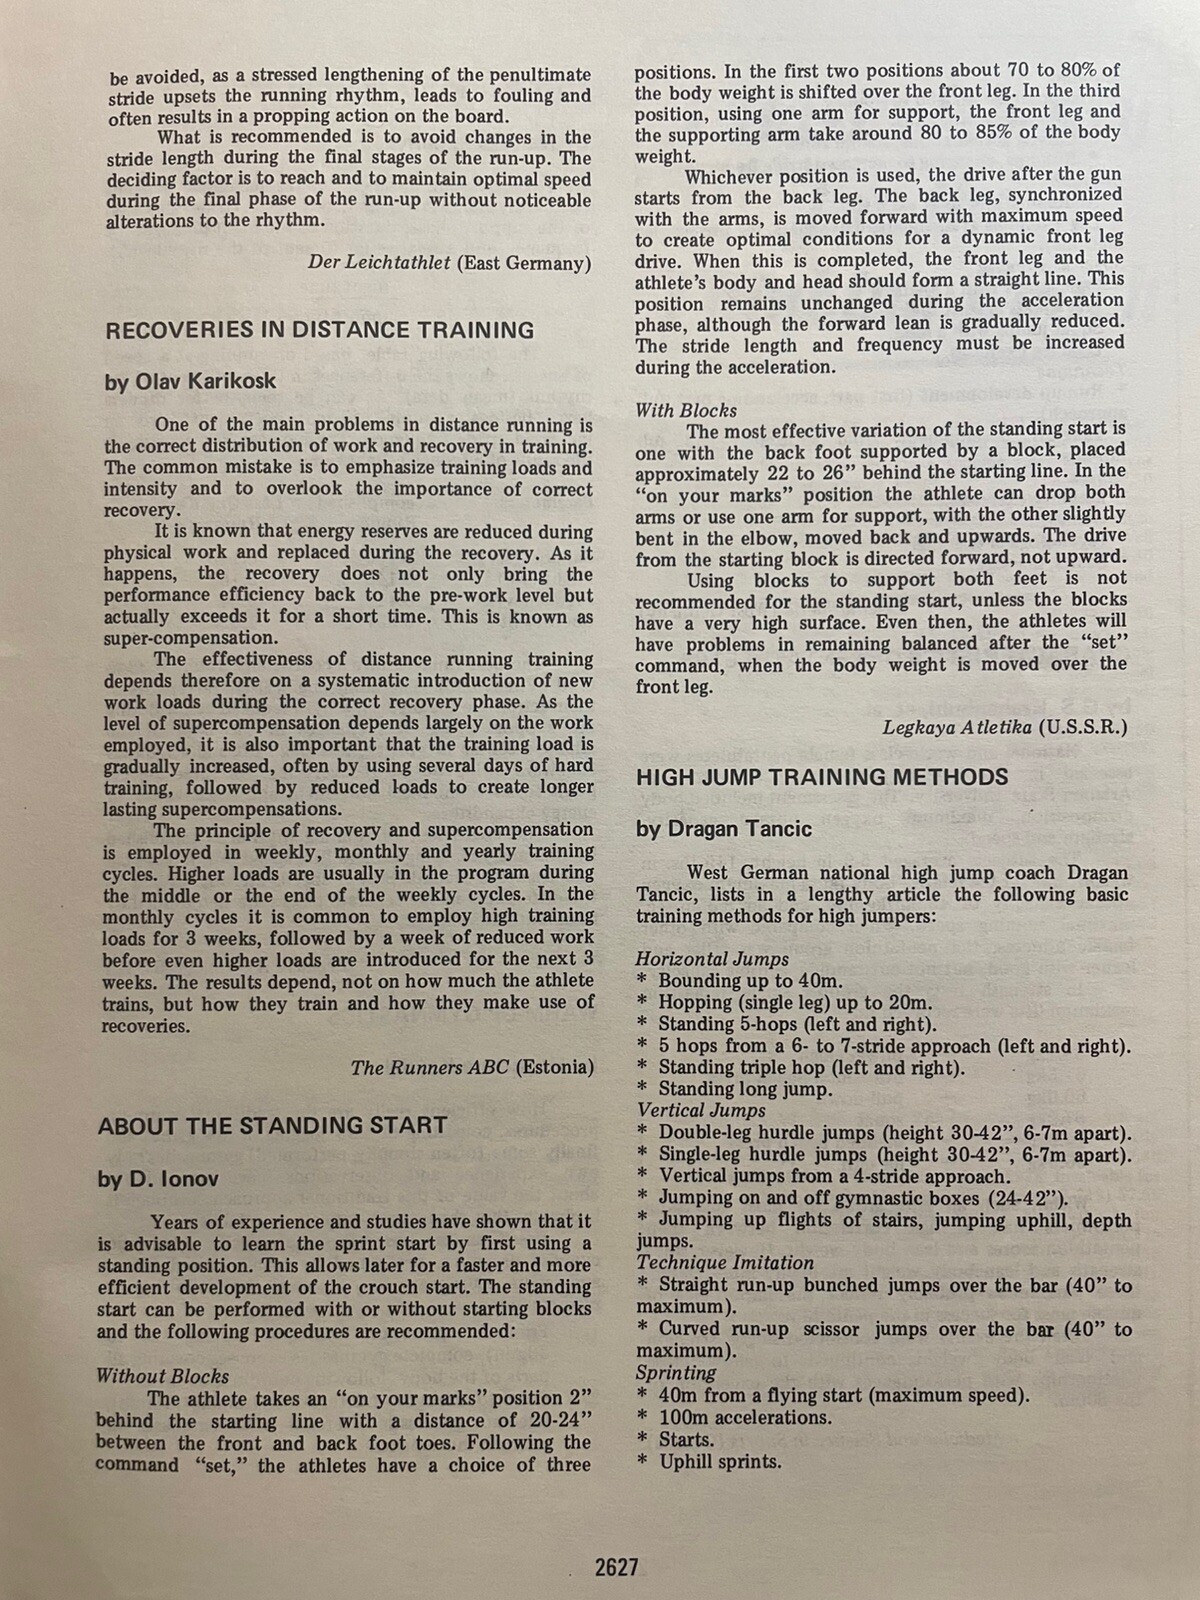 be avoided, as a stressed lengthening of the penultimate
stride upsets the running rhythm, leads to fouling and
often results in a propping action on the board.
What is recommended is to avoid changes in the
stride length during the final stages of the run-up. The
deciding factor is to reach and to maintain optimal speed
during the final phase of the run-up without noticeable
alterations to the rhythm.
Der Leichtathlet (East Germany)
RECOVERIES IN DISTANCE TRAINING
by Olav Karikosk
One of the main problems in distance running is
the correct distribution of work and recovery in training.
The common mistake is to emphasize training loads and
intensity and to overlook the importance of correct
recovery.
It is known that energy reserves are reduced during
physical work and replaced during the recovery. As it
happens, the recovery does not only bring the
performance efficiency back to the pre-work level but
actually exceeds it for a short time. This is known as
super-compensation.
The effectiveness of distance running training
depends therefore on a systematic introduction of new
work loads during the correct recovery phase. As the
level of supercompensation depends largely on the work
employed, it is also important that the training load is
gradually increased, often by using several days of hard
training, followed by reduced loads to create longer
lasting supercompensations.
The principle of recovery and supercompensation
is employed in weekly, monthly and yearly training
cycles. Higher loads are usually in the program during
the middle or the end of the weekly cycles. In the
monthly cycles it is common to employ high training
loads for 3 weeks, followed by a week of reduced work
before even higher loads are introduced for the next 3
weeks. The results depend, not on how much the athlete
trains, but how they train and how they make use of
recoveries.
The Runners ABC (Estonia)
ABOUT THE STANDING START
by D. Ionov
Years of experience and studies have shown that it
is advisable to learn the sprint start by first using a
standing position. This allows later for a faster and more
efficient development of the crouch start. The standing
start can be performed with or without starting blocks
and the following procedures are recommended:
Without Blocks
The athlete takes an “on your marks” position 2”
behind the starting line with a distance of 20-24”
between the front and back foot toes. Following the
command “set,” the athletes have a choice of three
positions. In the first two positions about 70 to 80% of
the body weight is shifted over the front leg. In the third
position, using one arm for support, the front leg and
the supporting arm take around 80 to 85% of the body
weight.
Whichever position is used, the drive after the gun
starts from the back leg. The back leg, synchronized
with the arms, is moved forward with maximum speed
to create optimal conditions for a dynamic front leg
drive. When this is completed, the front leg and the
athlete’s body and head should form a straight line. This
position remains unchanged during the acceleration
phase, although the forward lean is gradually reduced.
The stride length and frequency must be increased
during the acceleration.
With Blocks
The most effective variation of the standing start is
one with the back foot supported by a block, placed
approximately 22 to 26” behind the starting line. In the
“on your marks” position the athlete can drop both
arms or use one arm for support, with the other slightly
bent in the elbow, moved back and upwards. The drive
from the starting block is directed forward, not upward.
Using blocks to support both feet is not
recommended for the standing start, unless the blocks
have a very high surface. Even then, the athletes will
have problems in remaining balanced after the “set”
command, when the body weight is moved over the
front leg.
Legkaya Atletika (U.S.S.R.)
HIGH JUMP TRAINING METHODS
by Dragan Tancic
West German national high jump coach Dragan
Tancic, lists in a lengthy article the following basic
training methods for high jumpers:
Horizontal Jumps
* Bounding up to 40m.
* Hopping (single leg) up to 20m.
* Standing 5-hops (left and right).
* 5 hops from a 6- to 7-stride approach (left and right).
* Standing triple hop (left and right).
* Standing long jump.
Vertical Jumps
* Double-leg hurdle jumps (height 30-42”, 6-7m apart).
* Single-leg hurdle jumps (height 30-42”, 6-7m apart).
* Vertical jumps from a 4-stride approach.
* Jumping on and off gymnastic boxes (24-42”).
* Jumping up flights of stairs, jumping uphill, depth
jumps.
Technique Imitation
* Straight run-up bunched jumps over the bar (40” to
maximum).
* Curved run-up scissor jumps over the bar (40” to
maximum).
Sprinting
* 40m from a flying start (maximum speed).
* 100m accelerations.
* Starts.
* Uphill sprints.
2627